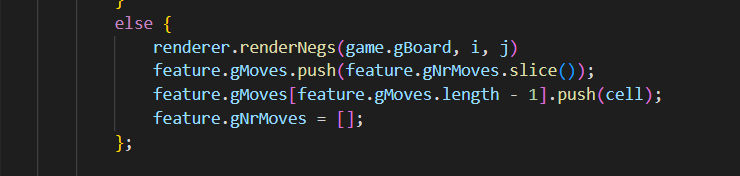 }
else {
renderer.renderNegs(game.gBoard, i, j)
feature.gMoves.push(feature.gNrMoves.slice());
feature.gMoves[feature.gMoves.length - 1].push(cell);
feature.gNrMoves = [];
};